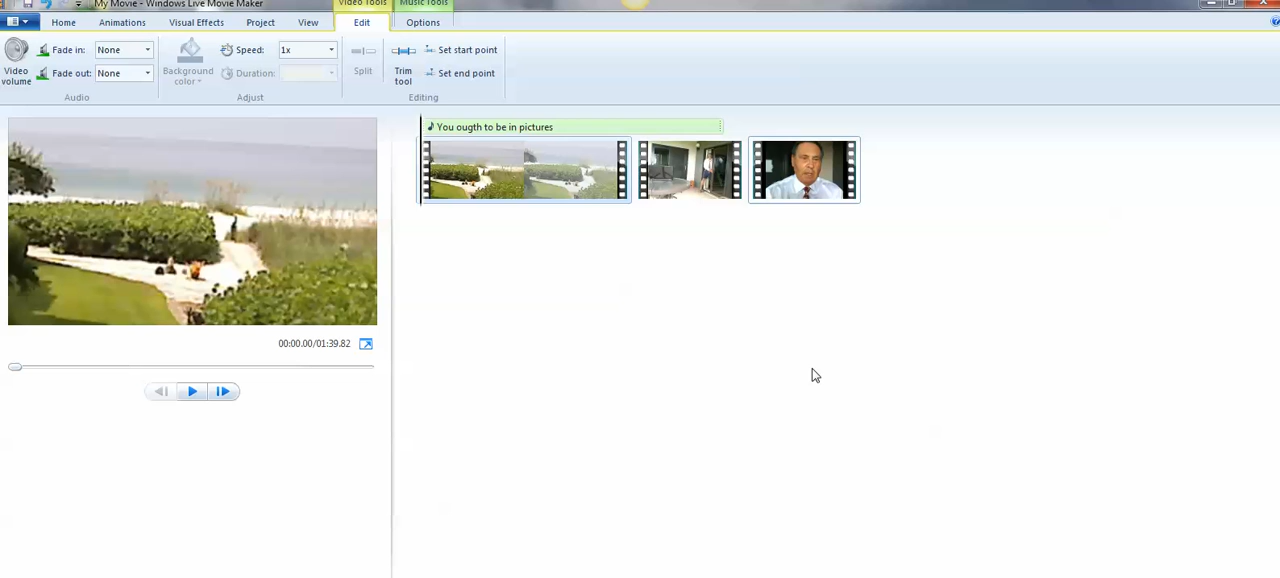 My Movie - Windows Live Movie Maker
Video Tools
Music Tools
Home
Animations
Visual Effects
Project
View
Edit
Options
Video volume
Fade in: None
Fade out: None
Audio
Background color
Speed: 1x
Duration:
Adjust
Split
Trim tool
Set start point
Set end point
Editing
You ougth to be in pictures
00:00.00/01:39.82